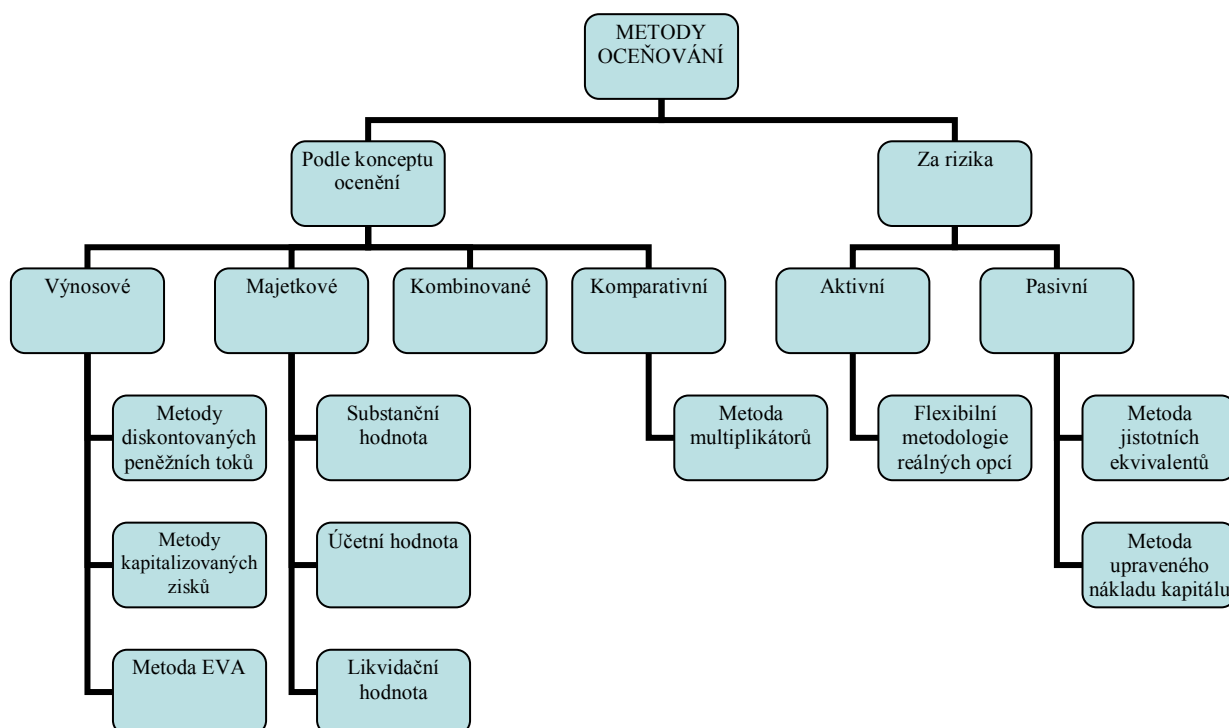 METODY
OCEŇOVÁNÍ
Podle konceptu
ocenění
Za rizika
Výnosové
Majetkové
Kombinované
Komparativní
Aktivní
Pasivní
Metody
diskontovaných
peněžních toků
Substanční
hodnota
Metoda
multiplikátorů
Flexibilní
metodologie
reálných opcí
Metoda
jistotních
ekvivalentů
Metody
kapitalizovaných
zisků
Účetní hodnota
Metoda
upraveného
nákladu kapitálu
Metoda EVA
Likvidační
hodnota